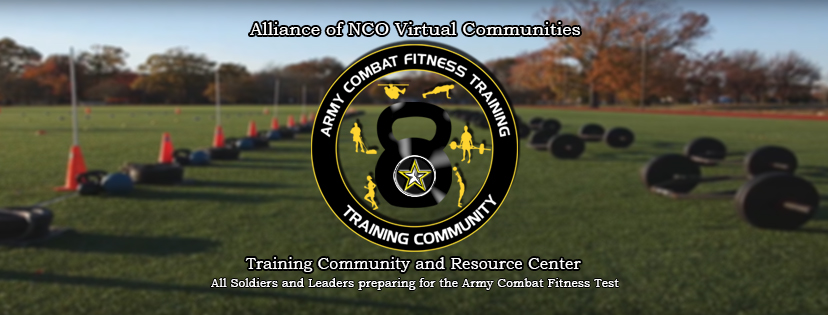 Alliance of NCO Virtual Communities
ARMY COMBAT FITNESS TRAINING
TRAINING COMMUNITY
Training Community and Resource Center
All Soldiers and Leaders preparing for the Army Combat Fitness Test